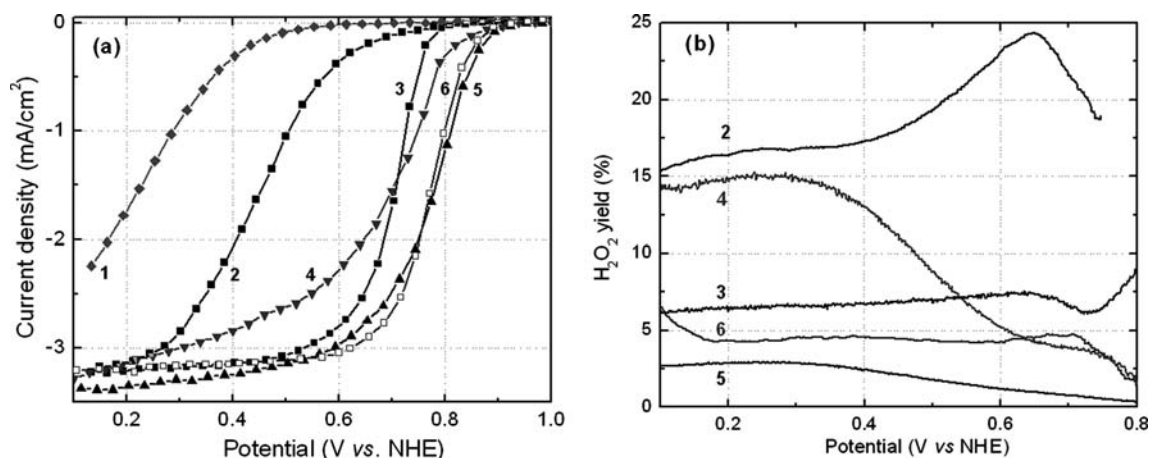 (a)
0
-1
-2
-3
Current density (mA/cm²)
1
2
3
4
5
6
0.2 0.4 0.6 0.8 1.0
Potential (V vs. NHE)
(b)
25
20
15
10
5
0
H₂O₂ yield (%)
2
4
3
6
5
0.2 0.4 0.6 0.8
Potential (V vs NHE)